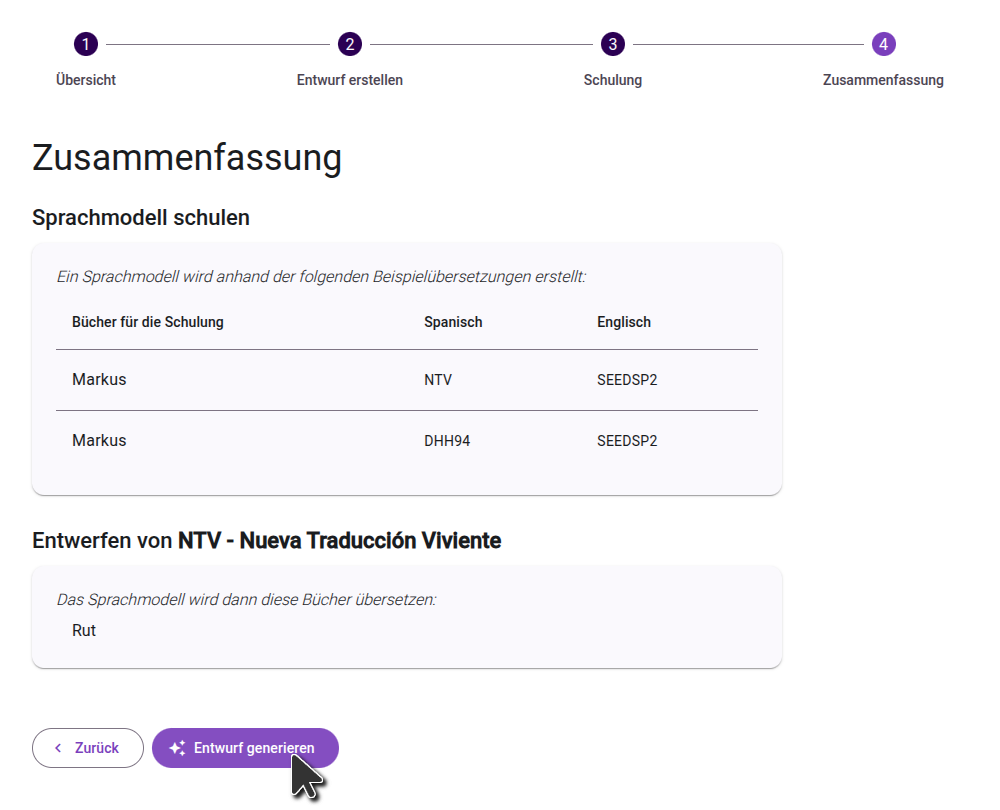 1 2 3 4
Übersicht Entwurf erstellen Schulung Zusammenfassung
Zusammenfassung
Sprachmodell schulen
Ein Sprachmodell wird anhand der folgenden Beispielübersetzungen erstellt:
Bücher für die Schulung Spanisch Englisch
Markus NTV SEEDSP2
Markus DHH94 SEEDSP2
Entwerfen von NTV - Nueva Traducción Viviente
Das Sprachmodell wird dann diese Bücher übersetzen:
Rut
Zurück Entwurf generieren